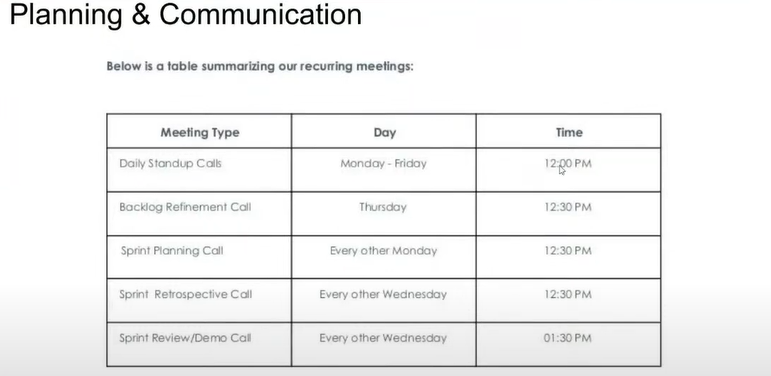 Planning & Communication
Below is a table summarizing our recurring meetings:
Meeting Type Day Time
Daily Standup Calls Monday - Friday 12:00 PM
Backlog Refinement Call Thursday 12:30 PM
Sprint Planning Call Every other Monday 12:30 PM
Sprint Retrospective Call Every other Wednesday 12:30 PM
Sprint Review/Demo Call Every other Wednesday 01:30 PM